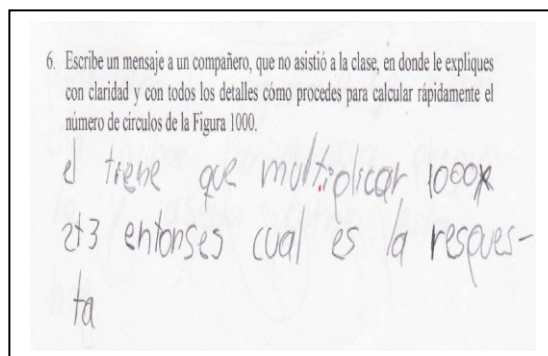 6. Escribe un mensaje a un compañero, que no asistió a la clase, en donde le expliques
con claridad y con todos los detalles cómo procedes para calcular rápidamente el
número de círculos de la Figura 1000.
el tiene que multiplicar 1000x
2+3 entonses cual es la respues-
ta